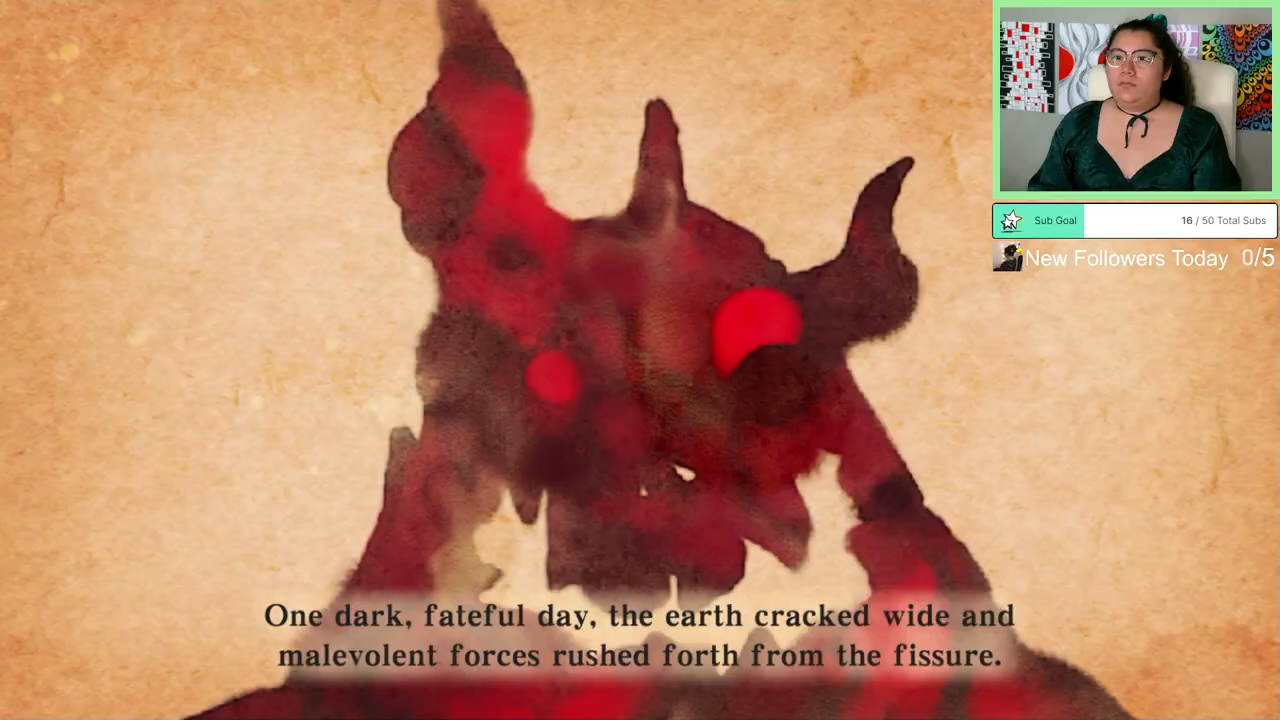 Sub Goal 16 / 50 Total Subs
New Followers Today 0/5
One dark, fateful day, the earth cracked wide and
malevolent forces rushed forth from the fissure.